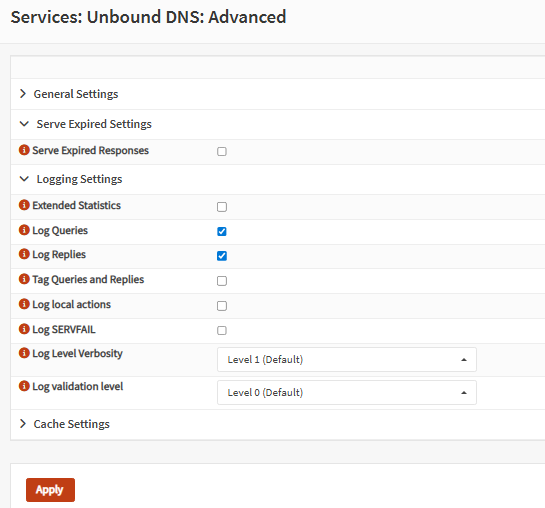 Services: Unbound DNS: Advanced
General Settings
Serve Expired Settings
Serve Expired Responses
Logging Settings
Extended Statistics
Log Queries
Log Replies
Tag Queries and Replies
Log local actions
Log SERVFAIL
Log Level Verbosity Level 1 (Default)
Log validation level Level 0 (Default)
Cache Settings
Apply